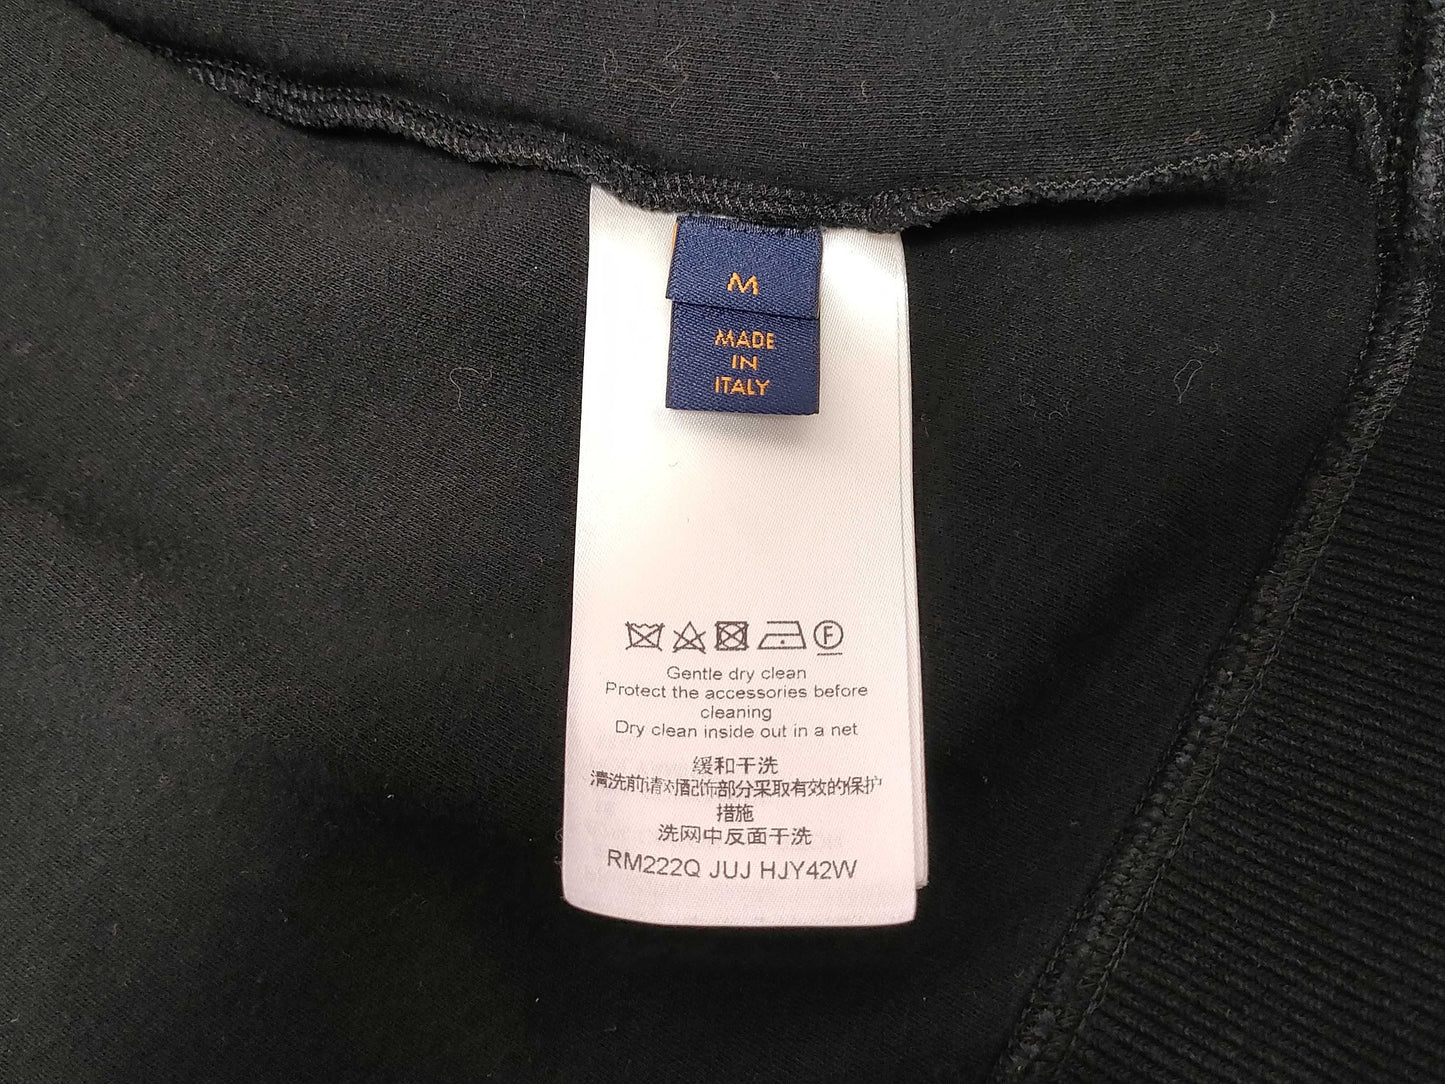 M
MADE
IN
ITALY
F
Gentle dry clean
Protect the accessories before
cleaning
Dry clean inside out in a net
缓和干洗
清洗前请对配饰部分采取有效的保护
措施
洗网中反面干洗
RM222Q JUJ HJY42W